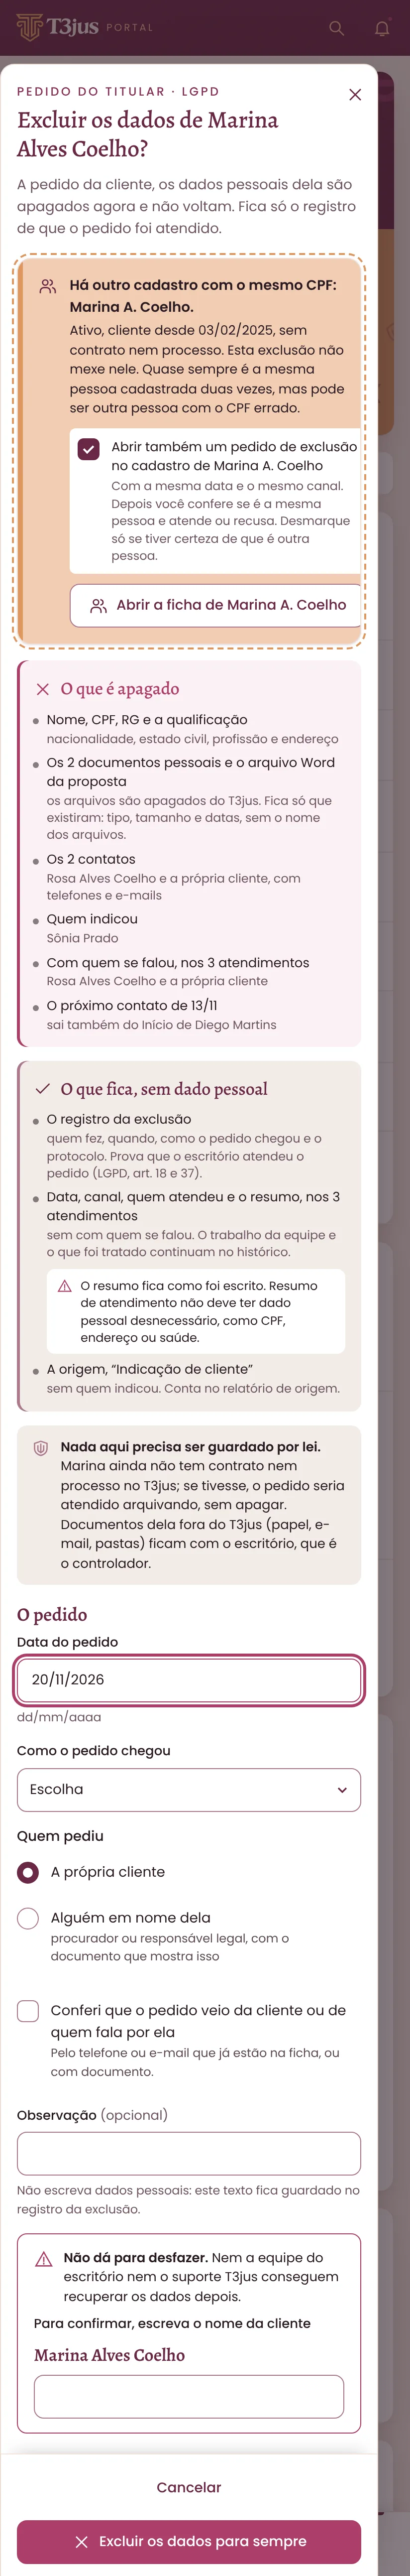 T3jus PORTAL
PEDIDO DO TITULAR · LGPD
Excluir os dados de Marina
Alves Coelho?
A pedido da cliente, os dados pessoais dela são
apagados agora e não voltam. Fica só o registro
de que o pedido foi atendido.
Há outro cadastro com o mesmo CPF:
Marina A. Coelho.
Ativo, cliente desde 03/02/2025, sem
contrato nem processo. Esta exclusão não
mexe nele. Quase sempre é a mesma
pessoa cadastrada duas vezes, mas pode
ser outra pessoa com o CPF errado.
Abrir também um pedido de exclusão
no cadastro de Marina A. Coelho
Com a mesma data e o mesmo canal.
Depois você confere se é a mesma
pessoa e atende ou recusa. Desmarque
só se tiver certeza de que é outra
pessoa.
Abrir a ficha de Marina A. Coelho
O que é apagado
Nome, CPF, RG e a qualificação
nacionalidade, estado civil, profissão e endereço
Os 2 documentos pessoais e o arquivo Word
da proposta
os arquivos são apagados do T3jus. Fica só que
existiram: tipo, tamanho e datas, sem o nome
dos arquivos.
Os 2 contatos
Rosa Alves Coelho e a própria cliente, com
telefones e e-mails
Quem indicou
Sônia Prado
Com quem se falou, nos 3 atendimentos
Rosa Alves Coelho e a própria cliente
O próximo contato de 13/11
sai também do Início de Diego Martins
O que fica, sem dado pessoal
O registro da exclusão
quem fez, quando, como o pedido chegou e o
protocolo. Prova que o escritório atendeu o
pedido (LGPD, art. 18 e 37).
Data, canal, quem atendeu e o resumo, nos 3
atendimentos
sem com quem se falou. O trabalho da equipe e
o que foi tratado continuam no histórico.
O resumo fica como foi escrito. Resumo
de atendimento não deve ter dado
pessoal desnecessário, como CPF,
endereço ou saúde.
A origem, “Indicação de cliente”
sem quem indicou. Conta no relatório de origem.
Nada aqui precisa ser guardado por lei.
Marina ainda não tem contrato nem
processo no T3jus; se tivesse, o pedido seria
atendido arquivando, sem apagar.
Documentos dela fora do T3jus (papel, e-
mail, pastas) ficam com o escritório, que é
o controlador.
O pedido
Data do pedido
20/11/2026
dd/mm/aaaa
Como o pedido chegou
Escolha
Quem pediu
A própria cliente
Alguém em nome dela
procurador ou responsável legal, com o
documento que mostra isso
Conferi que o pedido veio da cliente ou de
quem fala por ela
Pelo telefone ou e-mail que já estão na ficha, ou
com documento.
Observação (opcional)
Não escreva dados pessoais: este texto fica guardado no
registro da exclusão.
Não dá para desfazer. Nem a equipe do
escritório nem o suporte T3jus conseguem
recuperar os dados depois.
Para confirmar, escreva o nome da cliente
Marina Alves Coelho
Cancelar
Excluir os dados para sempre